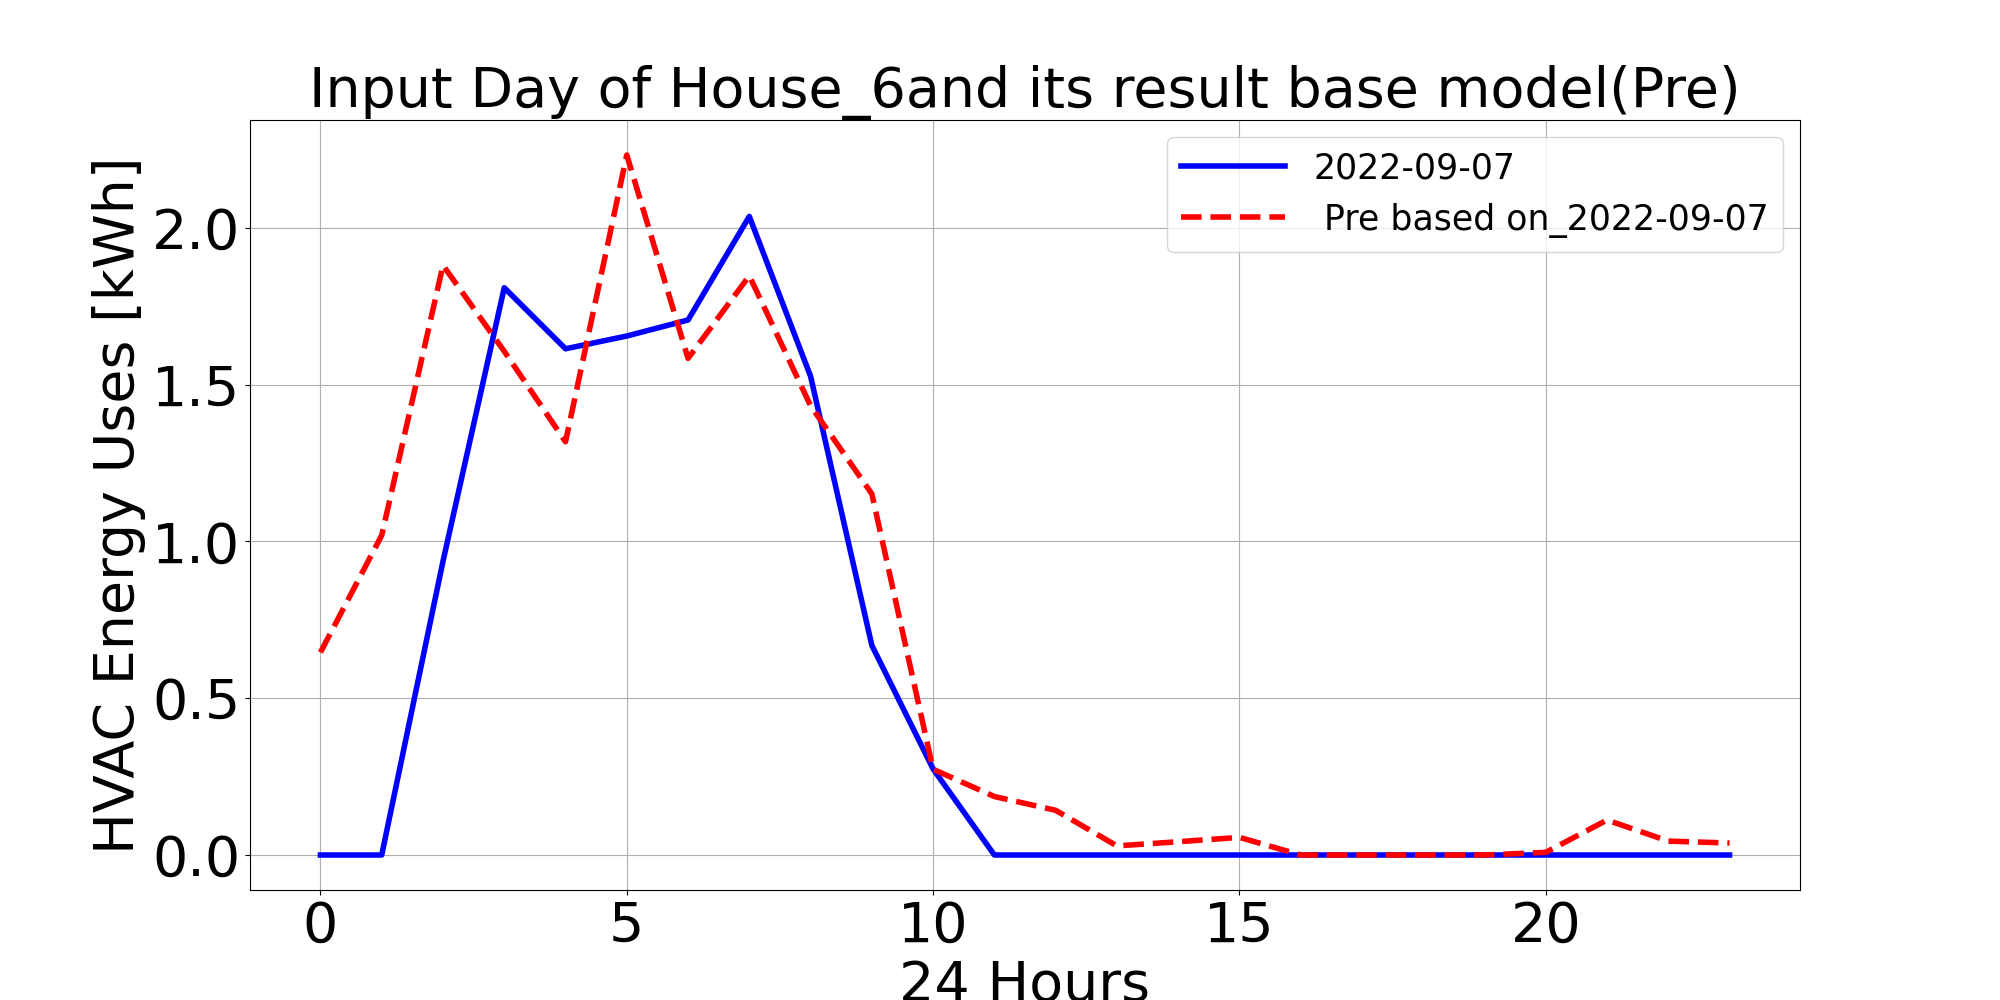 Input Day of House_6and its result base model(Pre)
2022-09-07
Pre based on_2022-09-07
HVAC Energy Uses [kWh]
2.0
1.5
1.0
0.5
0.0
0 5 10 15 20
24 Hours